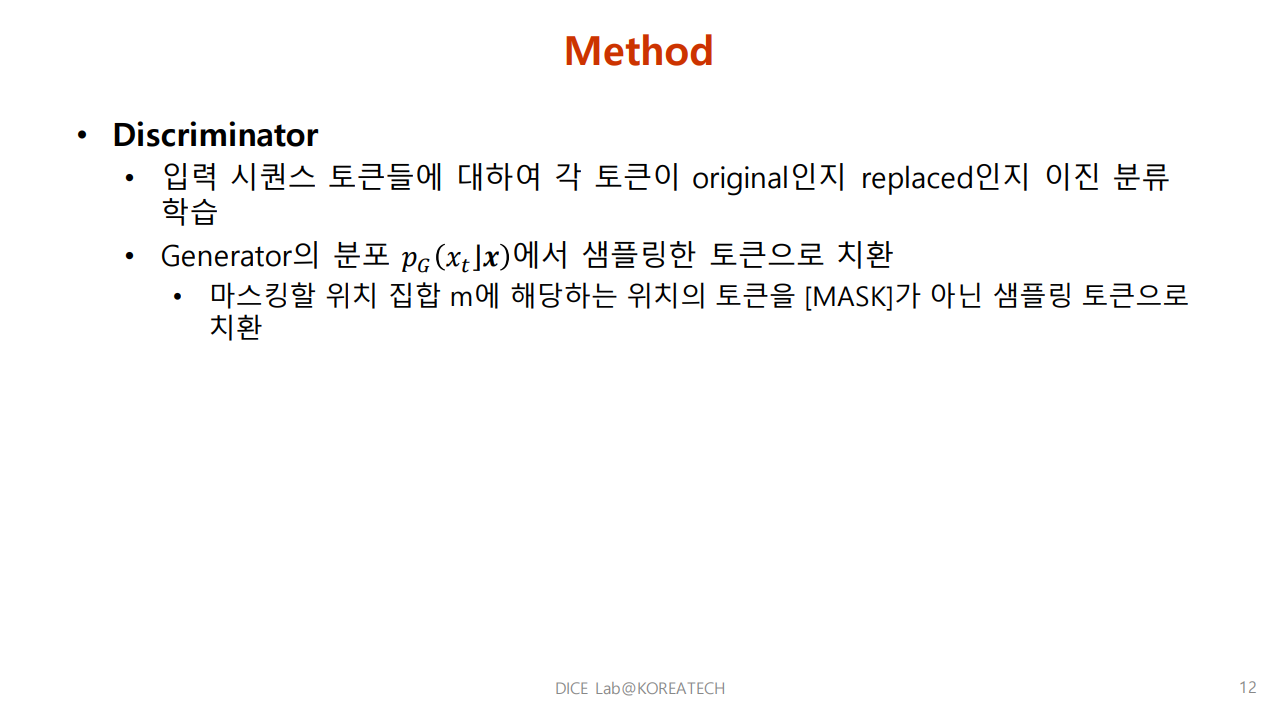 Method
• Discriminator
• 입력 시퀀스 토큰들에 대하여 각 토큰이 original인지 replaced인지 이진 분류
학습
• Generator의 분포 𝑝𝐺(𝑥𝑡⌋𝒙)에서 샘플링한 토큰으로 치환
• 마스킹할 위치 집합 m에 해당하는 위치의 토큰을 [MASK]가 아닌 샘플링 토큰으로
치환
DICE Lab@KOREATECH
12